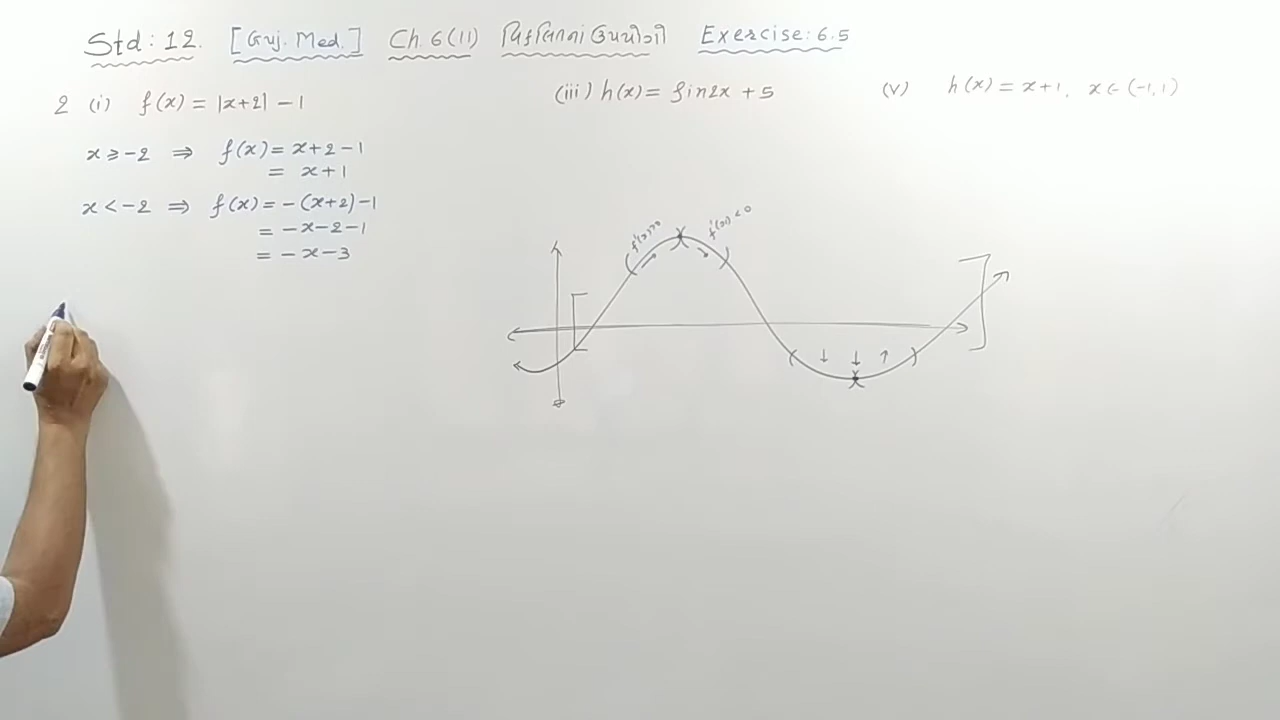 Std: 12. [Guj. Med.] Ch. 6 (11) વિકલિતનાં ઉપયોગો Exercise: 6.5
2 (i) f(x) = |x+2| - 1
x ≥ -2 ⇒ f(x) = x+2-1
= x+1
x < -2 ⇒ f(x) = -(x+2)-1
= -x-2-1
= -x-3
(iii) h(x) = sin2x + 5
(v) h(x) = x+1, x ∈ (-1,1)
f'(x)>0
f'(x)<0